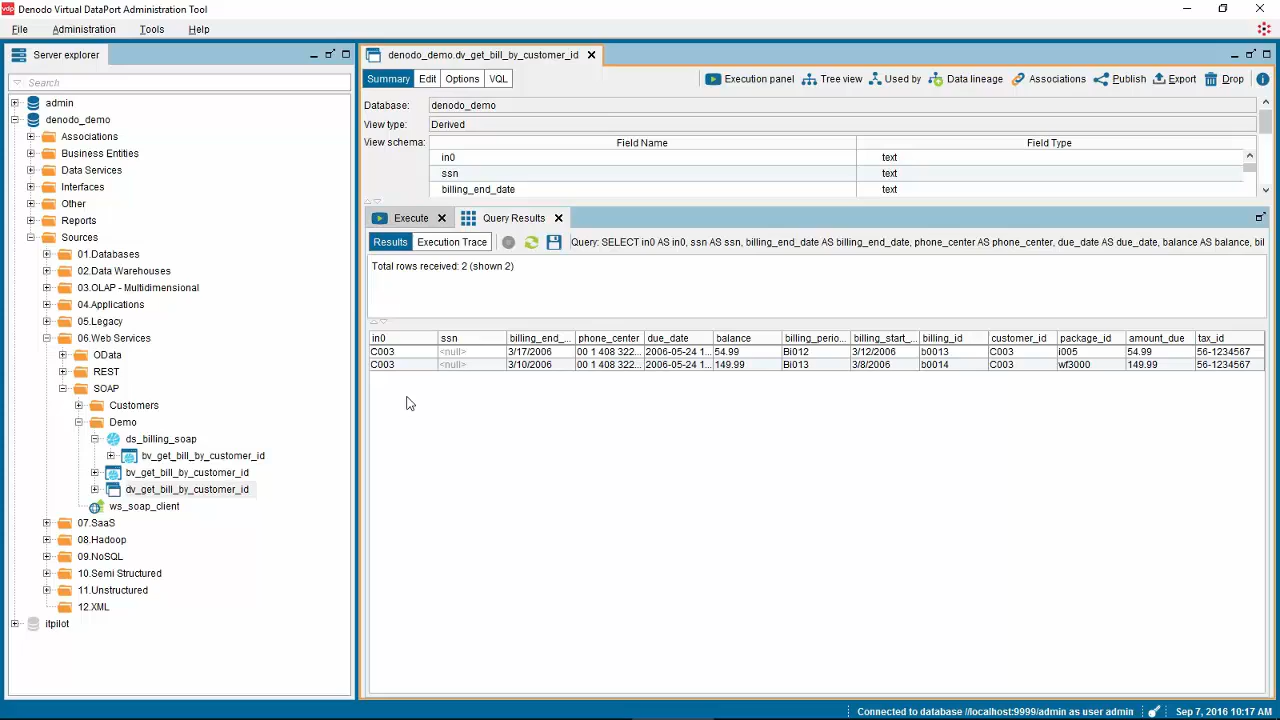 vdp Denodo Virtual DataPort Administration Tool
File Administration Tools Help
Server explorer
Search
admin
denodo_demo
Associations
Business Entities
Data Services
Interfaces
Other
Reports
Sources
01.Databases
02.Data Warehouses
03.OLAP - Multidimensional
04.Applications
05.Legacy
06.Web Services
OData
REST
SOAP
Customers
Demo
ds_billing_soap
bv_get_bill_by_customer_id
bv_get_bill_by_customer_id
dv_get_bill_by_customer_id
ws_soap_client
07.SaaS
08.Hadoop
09.NoSQL
10.Semi Structured
11.Unstructured
12.XML
itpilot
denodo_demo.dv_get_bill_by_customer_id
Summary Edit Options VQL Execution panel Tree view Used by Data lineage Associations Publish Export Drop
Database: denodo_demo
View type: Derived
View schema: Field Name Field Type
in0 text
ssn text
billing_end_date text
Execute Query Results
Results Execution Trace Query: SELECT in0 AS in0, ssn AS ssn, billing_end_date AS billing_end_date, phone_center AS phone_center, due_date AS due_date, balance AS balance, bil
Total rows received: 2 (shown 2)
in0 ssn billing_end_... phone_center due_date balance billing_perio... billing_start_... billing_id customer_id package_id amount_due tax_id
C003 <null> 3/17/2006 00 1 408 322... 2006-05-24 1... 54.99 Bi012 3/12/2006 b0013 C003 i005 54.99 56-1234567
C003 <null> 3/10/2006 00 1 408 322... 2006-05-24 1... 149.99 Bi013 3/8/2006 b0014 C003 wf3000 149.99 56-1234567
Connected to database //localhost:9999/admin as user admin Sep 7, 2016 10:17 AM